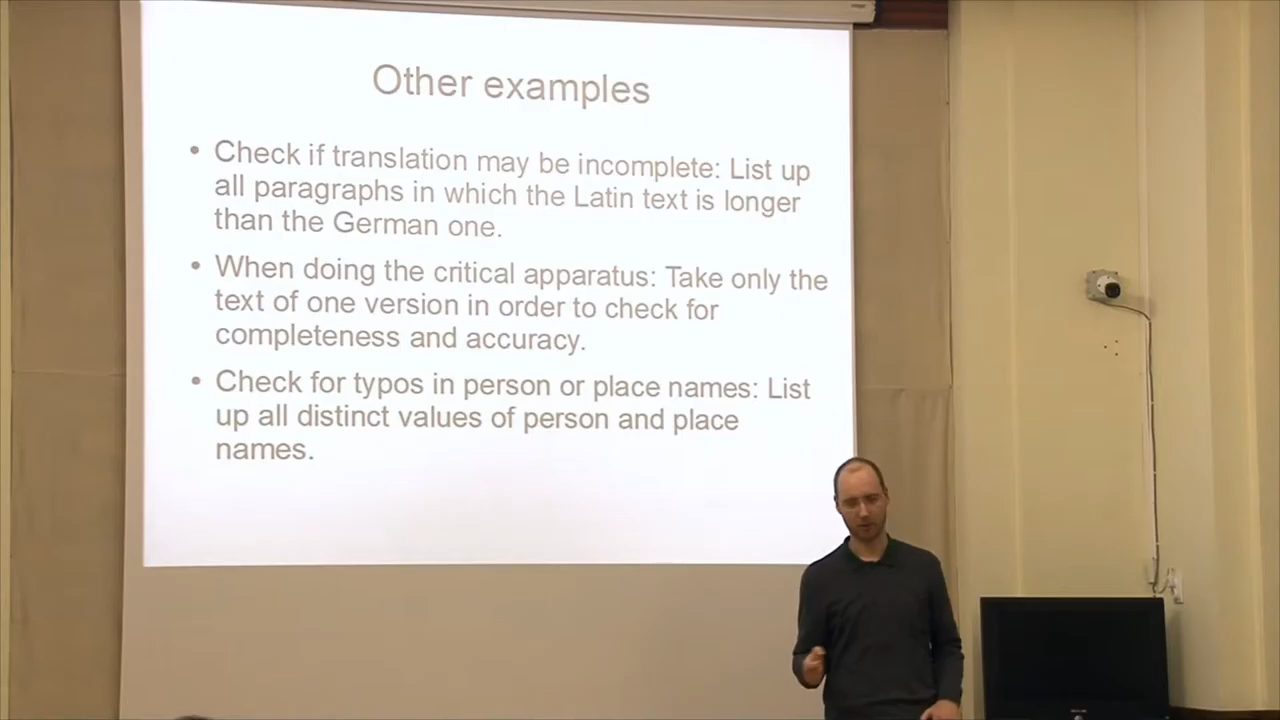 Other examples
• Check if translation may be incomplete: List up
all paragraphs in which the Latin text is longer
than the German one.
• When doing the critical apparatus: Take only the
text of one version in order to check for
completeness and accuracy.
• Check for typos in person or place names: List
up all distinct values of person and place
names.